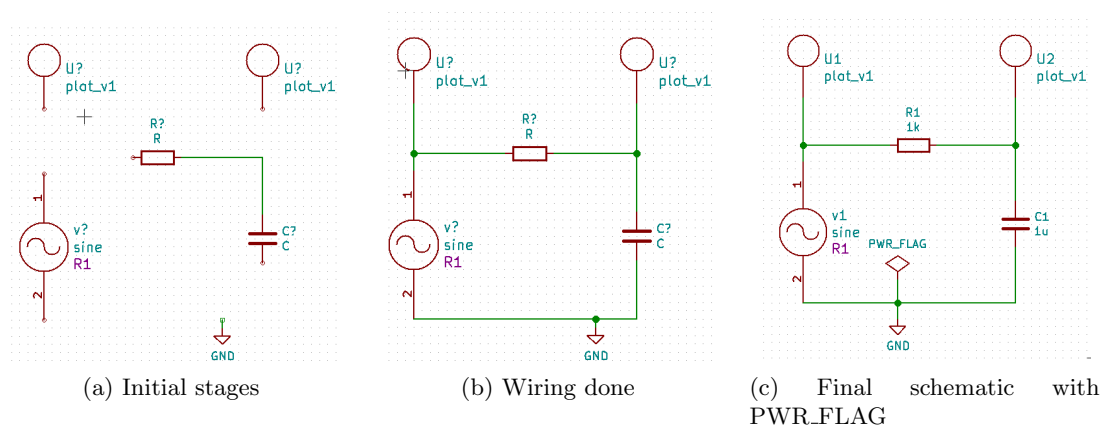 U?
plot_v1
U?
plot_v1
R?
R
1
v?
sine
R1
2
C?
C
GND
(a) Initial stages
U?
plot_v1
U?
plot_v1
R?
R
1
v?
sine
R1
2
C?
C
GND
(b) Wiring done
U1
plot_v1
U2
plot_v1
R1
1k
1
v1
sine
R1
2
PWR_FLAG
C1
1u
GND
(c) Final schematic with
PWR_FLAG